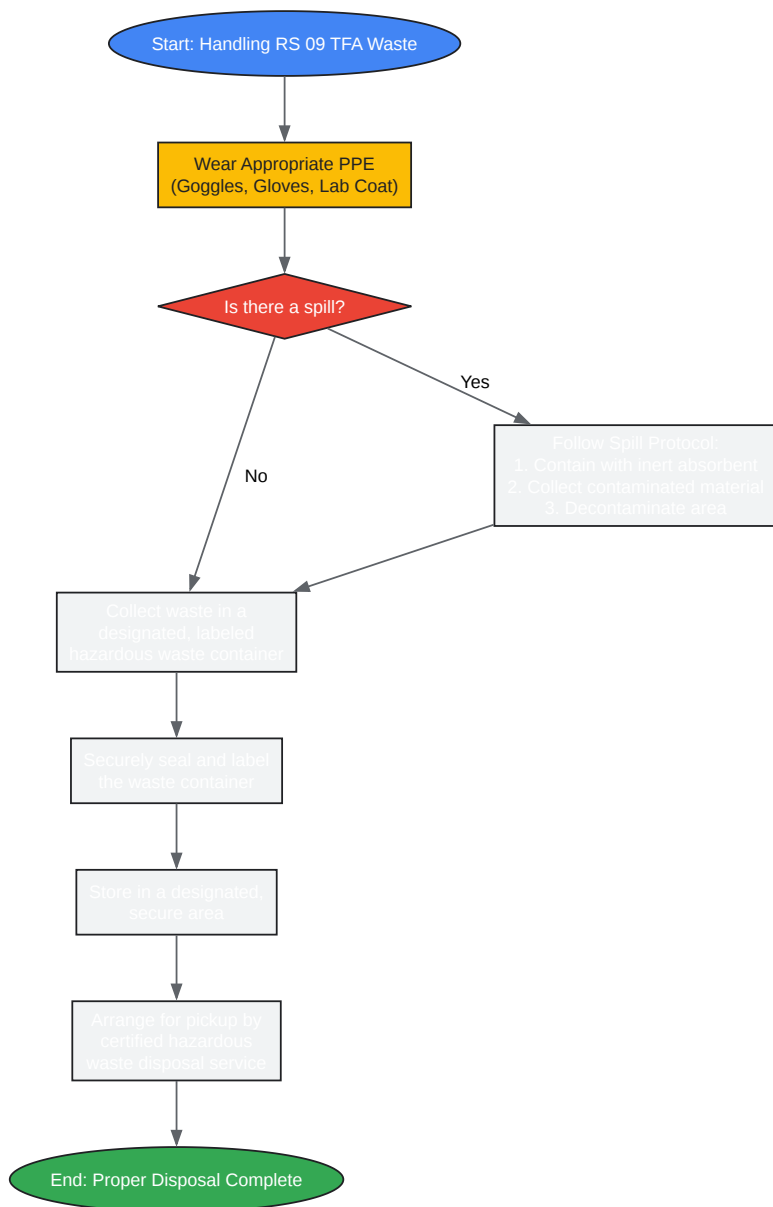 Start: Handling RS 09 TFA Waste
Wear Appropriate PPE
(Goggles, Gloves, Lab Coat)
Is there a spill?
Yes
No
Follow Spill Protocol:
1. Contain with inert absorbent
2. Collect contaminated material
3. Decontaminate area
Collect waste in a
designated, labeled
hazardous waste container
Securely seal and label
the waste container
Store in a designated,
secure area
Arrange for pickup by
certified hazardous
waste disposal service
End: Proper Disposal Complete